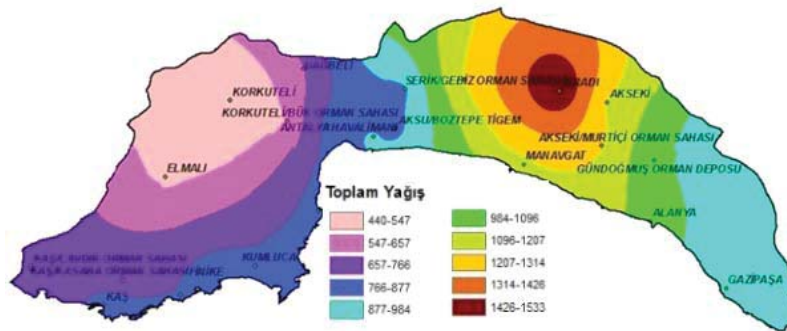 KORKUTELİ
KORKUTELİ/BÜK ORMAN SAHASI
ANTALYA HAVALİMANI
ELMALI
SERİK/GEBİZ ORMAN
AKSU/BOZTEPE TİGEM
AKSEKİ
AKSEKİ/MURTİÇİ ORMAN SAHASI
MANAVGAT
GÜNDOĞMUŞ ORMAN DEPOSU
ALANYA
GAZİPAŞA
KUMLUCA
KAŞ
Toplam Yağış
440-547
547-657
657-766
766-877
877-984
984-1096
1096-1207
1207-1314
1314-1426
1426-1533